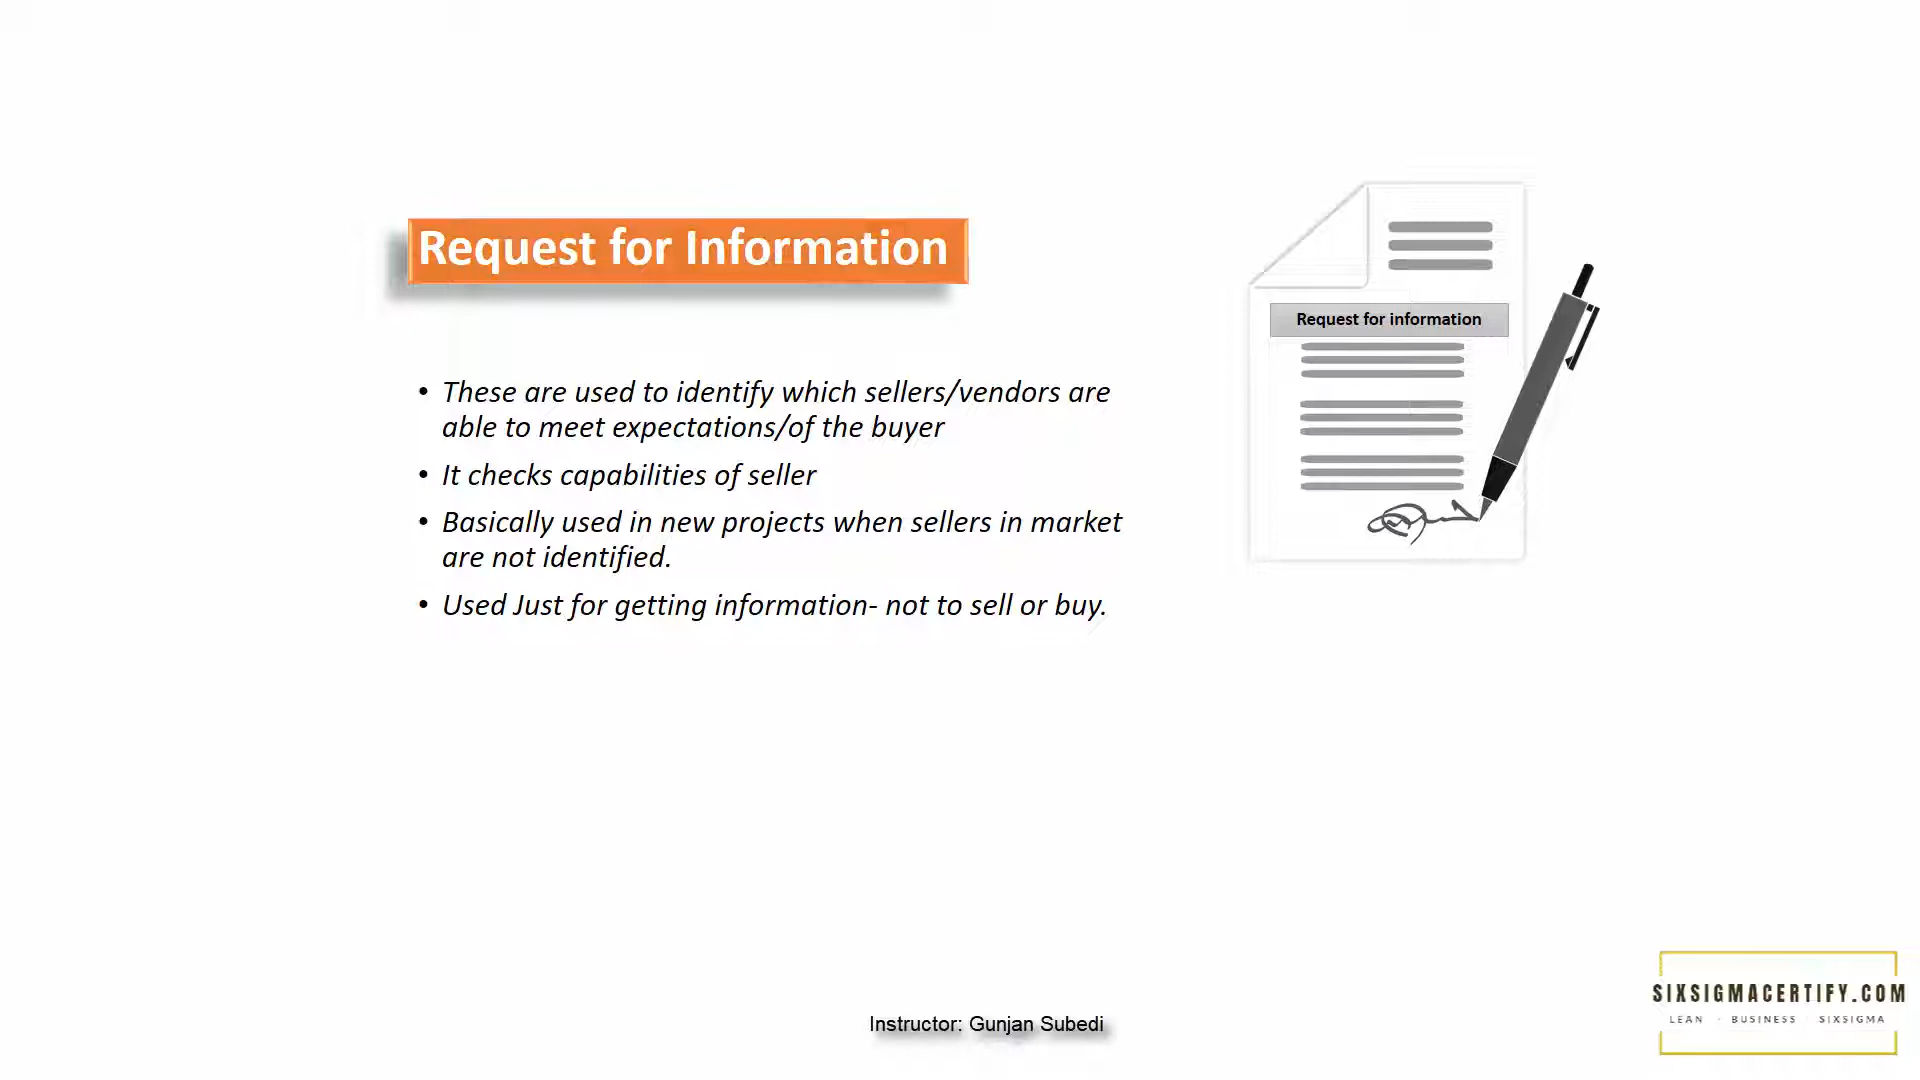 Request for Information
Request for information
• These are used to identify which sellers/vendors are
able to meet expectations/of the buyer
• It checks capabilities of seller
• Basically used in new projects when sellers in market
are not identified.
• Used Just for getting information- not to sell or buy.
SIXSIGMACERTIFY.COM
LEAN · BUSINESS · SIXSIGMA
Instructor: Gunjan Subedi